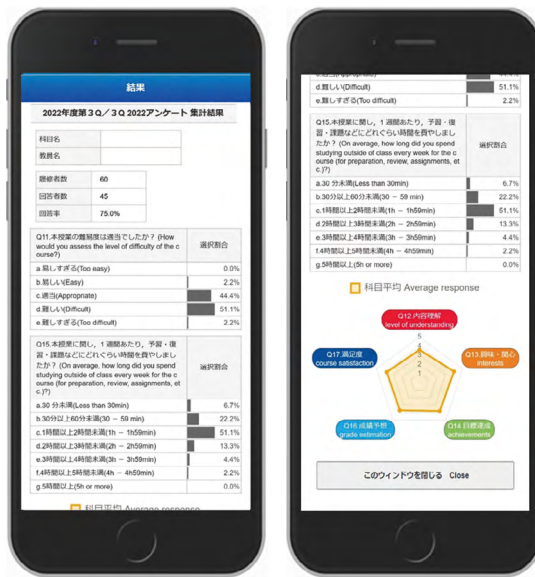 結果
2022年度第３Q／３Q 2022アンケート 集計結果
科目名
教員名
履修者数 60
回答者数 45
回答率 75.0%
Q11.本授業の難易度は適当でしたか？ (How
would you assess the level of difficulty of the c
ourse?)
選択割合
a.易しすぎる(Too easy) 0.0%
b.易しい(Easy) 2.2%
c.適当(Appropriate) 44.4%
d.難しい(Difficult) 51.1%
e.難しすぎる(Too difficult) 2.2%
Q15.本授業に関し，１週間あたり，予習・復
習・課題などにどれぐらい時間を費やしまし
たか？ (On average, how long did you spend
studying outside of class every week for the c
ourse (for preparation, review, assignments, et
c.)?)
選択割合
a.30 分未満(Less than 30min) 6.7%
b.30分以上60分未満(30 － 59 min) 22.2%
c.1時間以上2時間未満(1h － 1h59min) 51.1%
d.2時間以上3時間未満(2h － 2h59min) 13.3%
e.3時間以上4時間未満(3h － 3h59min) 4.4%
f.4時間以上5時間未満(4h － 4h59min) 2.2%
g.5時間以上(5h or more) 0.0%
科目平均 Average response
c.適当(Appropriate) 44.4%
d.難しい(Difficult) 51.1%
e.難しすぎる(Too difficult) 2.2%
Q15.本授業に関し，１週間あたり，予習・復
習・課題などにどれぐらい時間を費やしまし
たか？ (On average, how long did you spend
studying outside of class every week for the c
ourse (for preparation, review, assignments, et
c.)?)
選択割合
a.30 分未満(Less than 30min) 6.7%
b.30分以上60分未満(30 － 59 min) 22.2%
c.1時間以上2時間未満(1h － 1h59min) 51.1%
d.2時間以上3時間未満(2h － 2h59min) 13.3%
e.3時間以上4時間未満(3h － 3h59min) 4.4%
f.4時間以上5時間未満(4h － 4h59min) 2.2%
g.5時間以上(5h or more) 0.0%
科目平均 Average response
Q12.内容理解
level of understanding
5
4
3
2
1
Q17.満足度
course satisfaction
Q13.興味・関心
interests
Q16.成績予想
grade estimation
Q14.目標達成
achievements
このウィンドウを閉じる Close